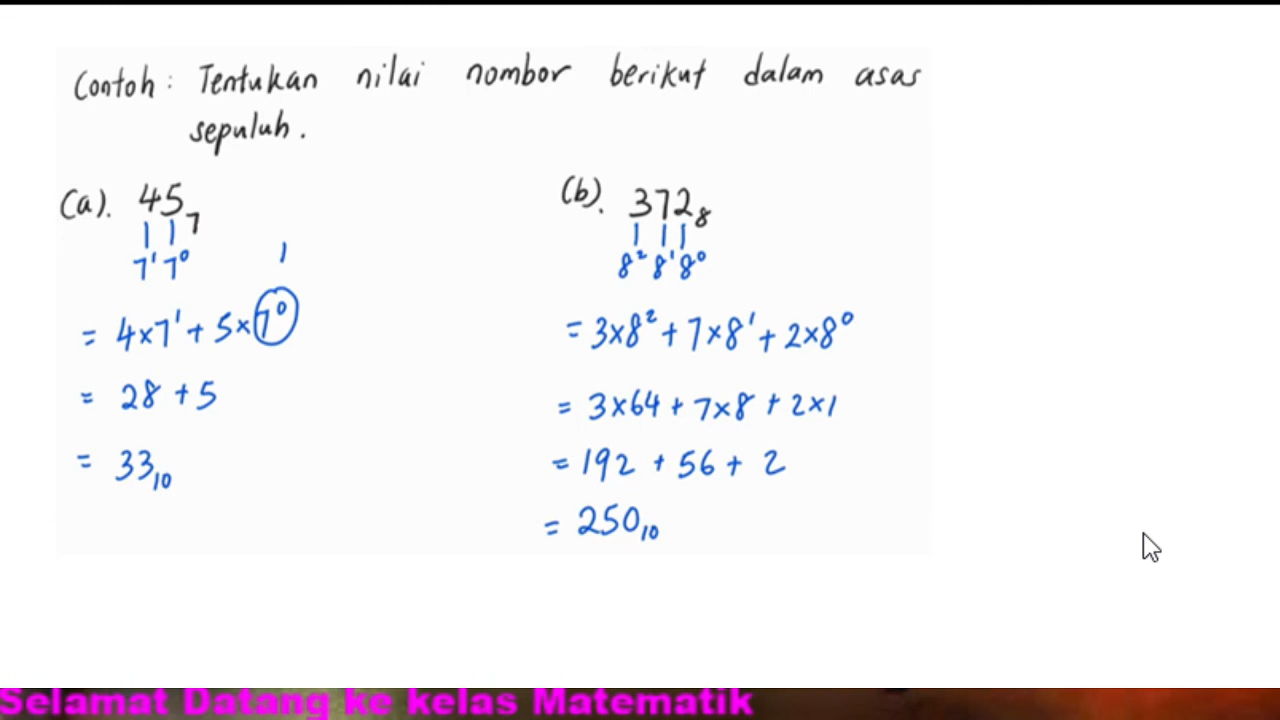 Contoh : Tentukan nilai nombor berikut dalam asas
sepuluh.
(a). 45₇
7¹ 7⁰
1
= 4×7¹ + 5×7⁰
= 28 + 5
= 33₁₀
(b). 372₈
8² 8¹ 8⁰
= 3×8² + 7×8¹ + 2×8⁰
= 3×64 + 7×8 + 2×1
= 192 + 56 + 2
= 250₁₀
Selamat Datang ke kelas Matematik